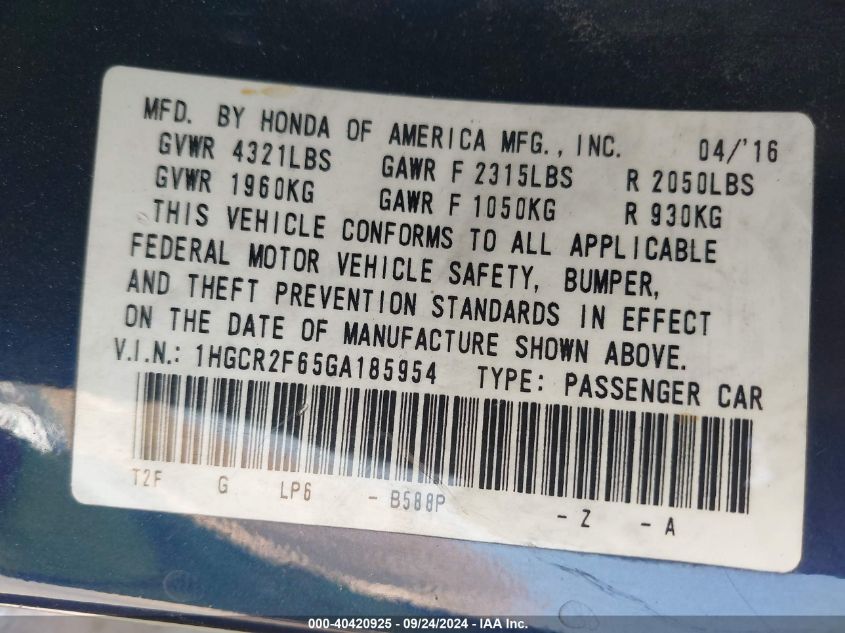 MFD. BY HONDA OF AMERICA MFG., INC. 04/'16
GVWR 4321LBS GAWR F 2315LBS R 2050LBS
GVWR 1960KG GAWR F 1050KG R 930KG
THIS VEHICLE CONFORMS TO ALL APPLICABLE
FEDERAL MOTOR VEHICLE SAFETY, BUMPER,
AND THEFT PREVENTION STANDARDS IN EFFECT
ON THE DATE OF MANUFACTURE SHOWN ABOVE.
V.I.N.: 1HGCR2F65GA185954 TYPE: PASSENGER CAR
T2F G LP6 - B588P - Z - A
000-40420925 - 09/24/2024 - IAA Inc.